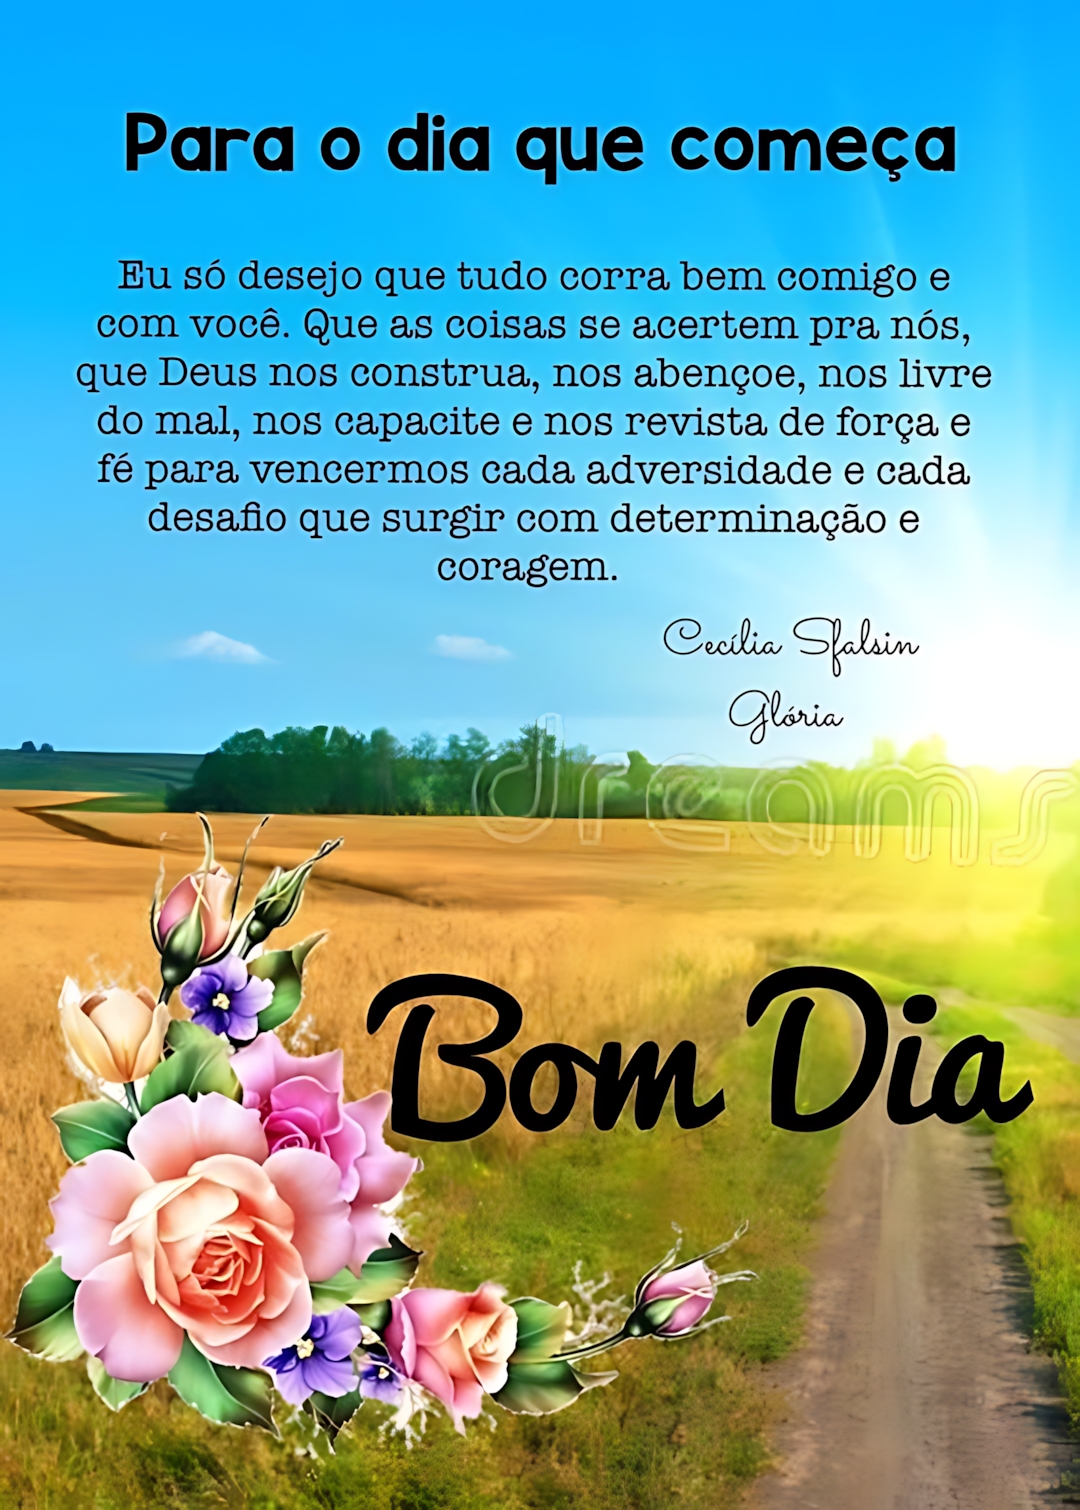 Para o dia que começa
Eu só desejo que tudo corra bem comigo e
com você. Que as coisas se acertem pra nós,
que Deus nos construa, nos abençoe, nos livre
do mal, nos capacite e nos revista de força e
fé para vencermos cada adversidade e cada
desafio que surgir com determinação e
coragem.
Cecília Sfalsin
Glória
dreams
Bom Dia